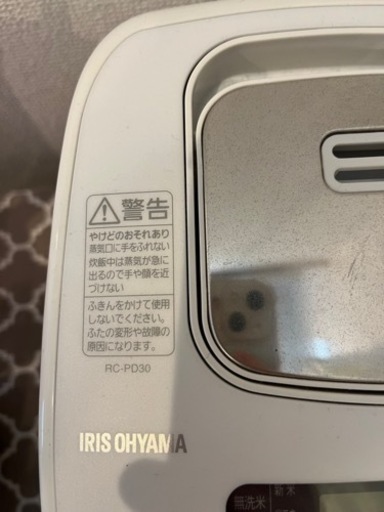 警告
やけどのおそれあり
蒸気口に手をふれない
炊飯中は蒸気が急に
出るので手や顔を近
づけない
ふきんをかけて使用
しないでください。
ふたの変形や故障の
原因になります。
RC-PD30
IRIS OHYAMA
新米
無洗米